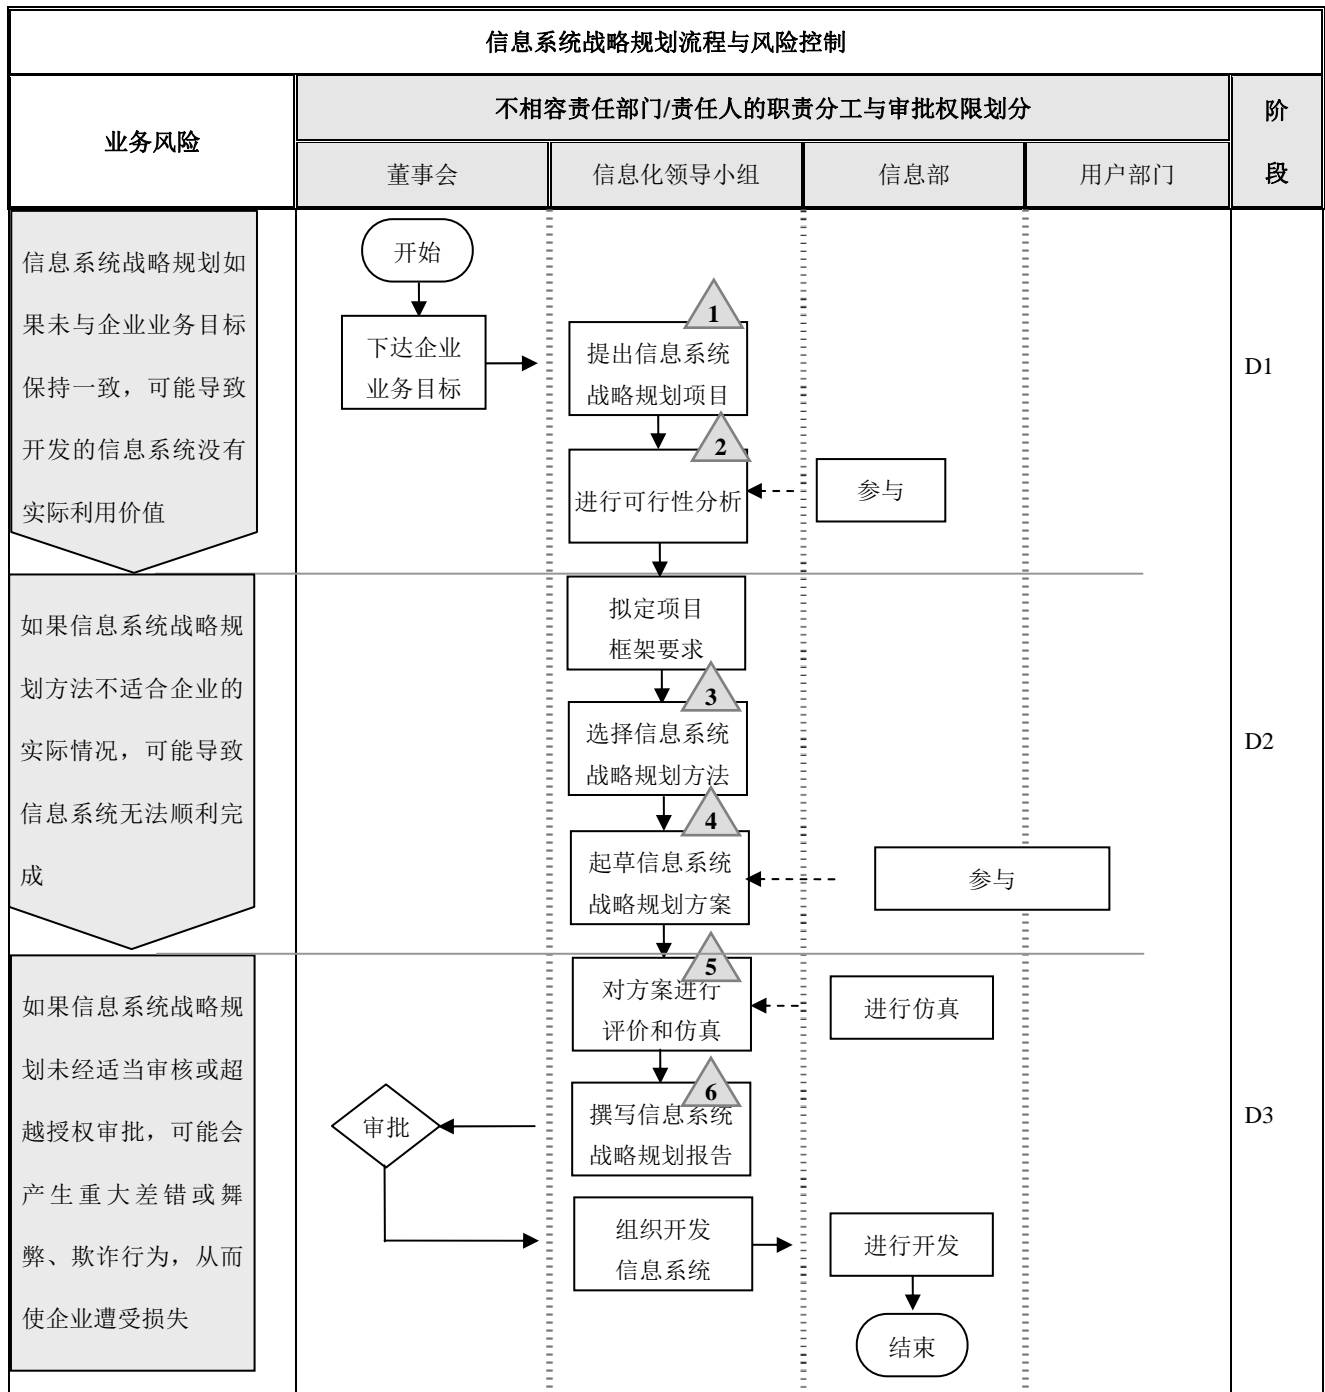 信息系统战略规划流程与风险控制
业务风险
不相容责任部门/责任人的职责分工与审批权限划分
阶
段
董事会
信息化领导小组
信息部
用户部门
信息系统战略规划如
果未与企业业务目标
保持一致，可能导致
开发的信息系统没有
实际利用价值
开始
下达企业
业务目标
1
提出信息系统
战略规划项目
2
进行可行性分析
参与
D1
如果信息系统战略规
划方法不适合企业的
实际情况，可能导致
信息系统无法顺利完
成
拟定项目
框架要求
3
选择信息系统
战略规划方法
4
起草信息系统
战略规划方案
参与
D2
如果信息系统战略规
划未经适当审核或超
越授权审批，可能会
产生重大差错或舞
弊、欺诈行为，从而
使企业遭受损失
5
对方案进行
评价和仿真
进行仿真
6
撰写信息系统
战略规划报告
审批
组织开发
信息系统
进行开发
结束
D3